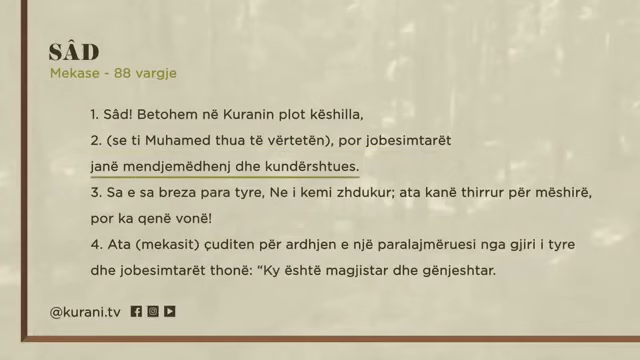 SÂD
Mekase - 88 vargje
1. Sâd! Betohem në Kuranin plot këshilla,
2. (se ti Muhamed thua të vërtetën), por jobesimtarët
janë mendjemëdhenj dhe kundërshtues.
3. Sa e sa breza para tyre, Ne i kemi zhdukur; ata kanë thirrur për mëshirë,
por ka qenë vonë!
4. Ata (mekasit) çuditen për ardhjen e një paralajmëruesi nga gjiri i tyre
dhe jobesimtarët thonë: “Ky është magjistar dhe gënjeshtar.
@kurani.tv